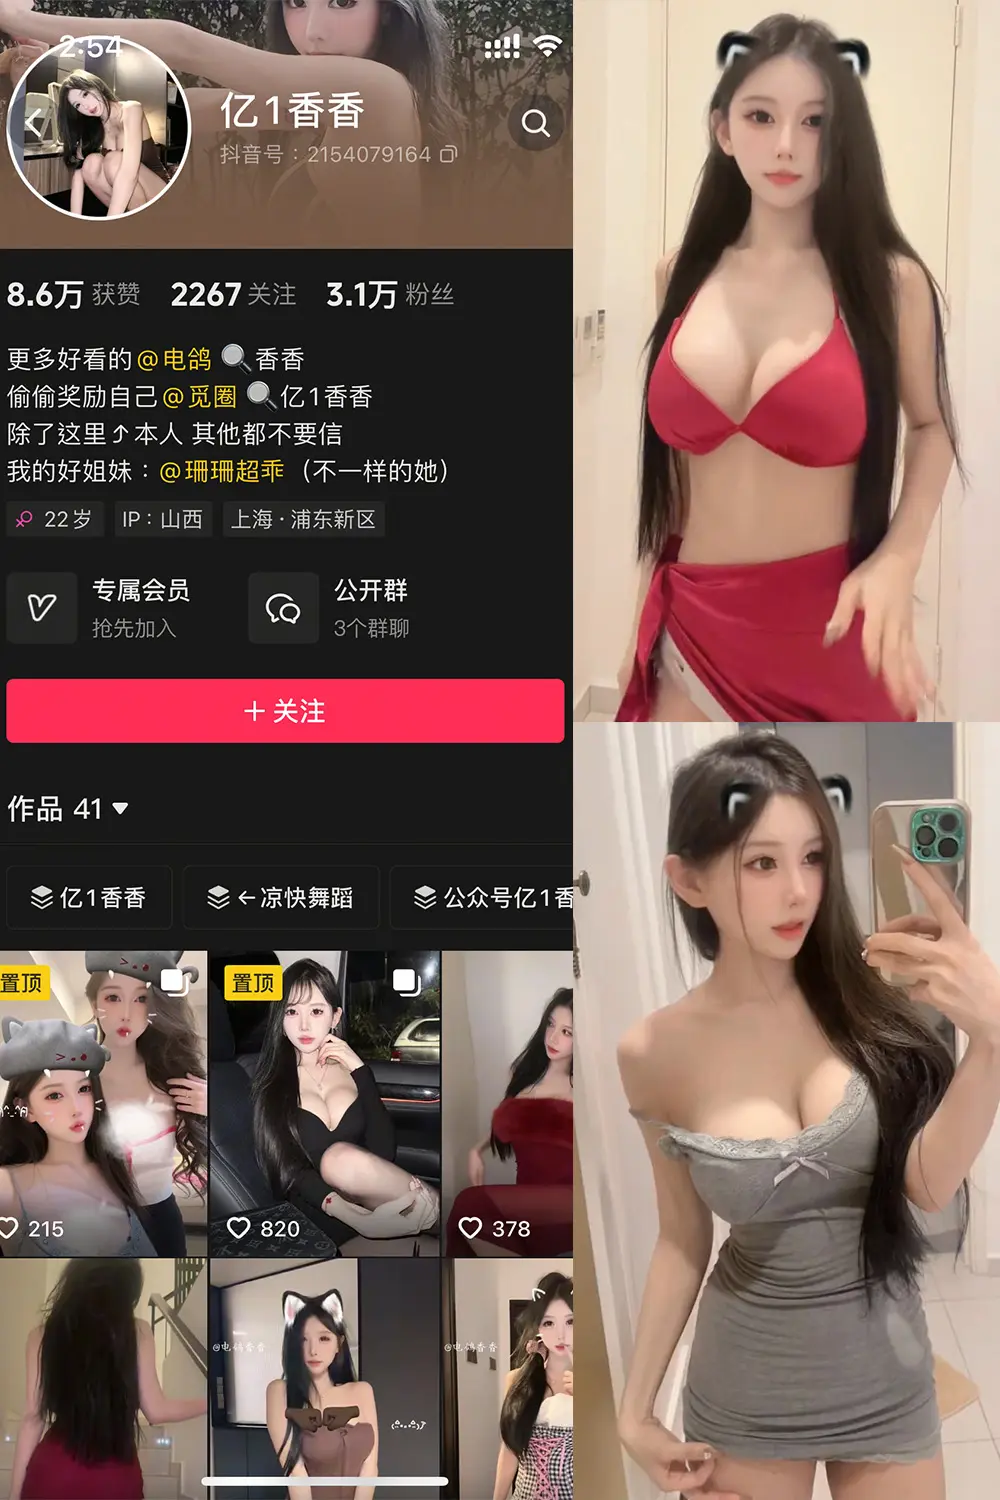 2:54
亿1香香
抖音号：2154079164
8.6万 获赞 2267 关注 3.1万 粉丝
更多好看的@电鸽🔍香香
偷偷奖励自己@觅圈🔍亿1香香
除了这里⤴本人 其他都不要信
我的好姐妹：@珊珊超乖（不一样的她）
22岁 IP：山西 上海·浦东新区
专属会员 公开群
抢先加入 3个群聊
＋关注
作品 41
亿1香香 ←凉快舞蹈 公众号亿1香
置顶 置顶
215 820 378
@电鸽香香 @电鸽香香